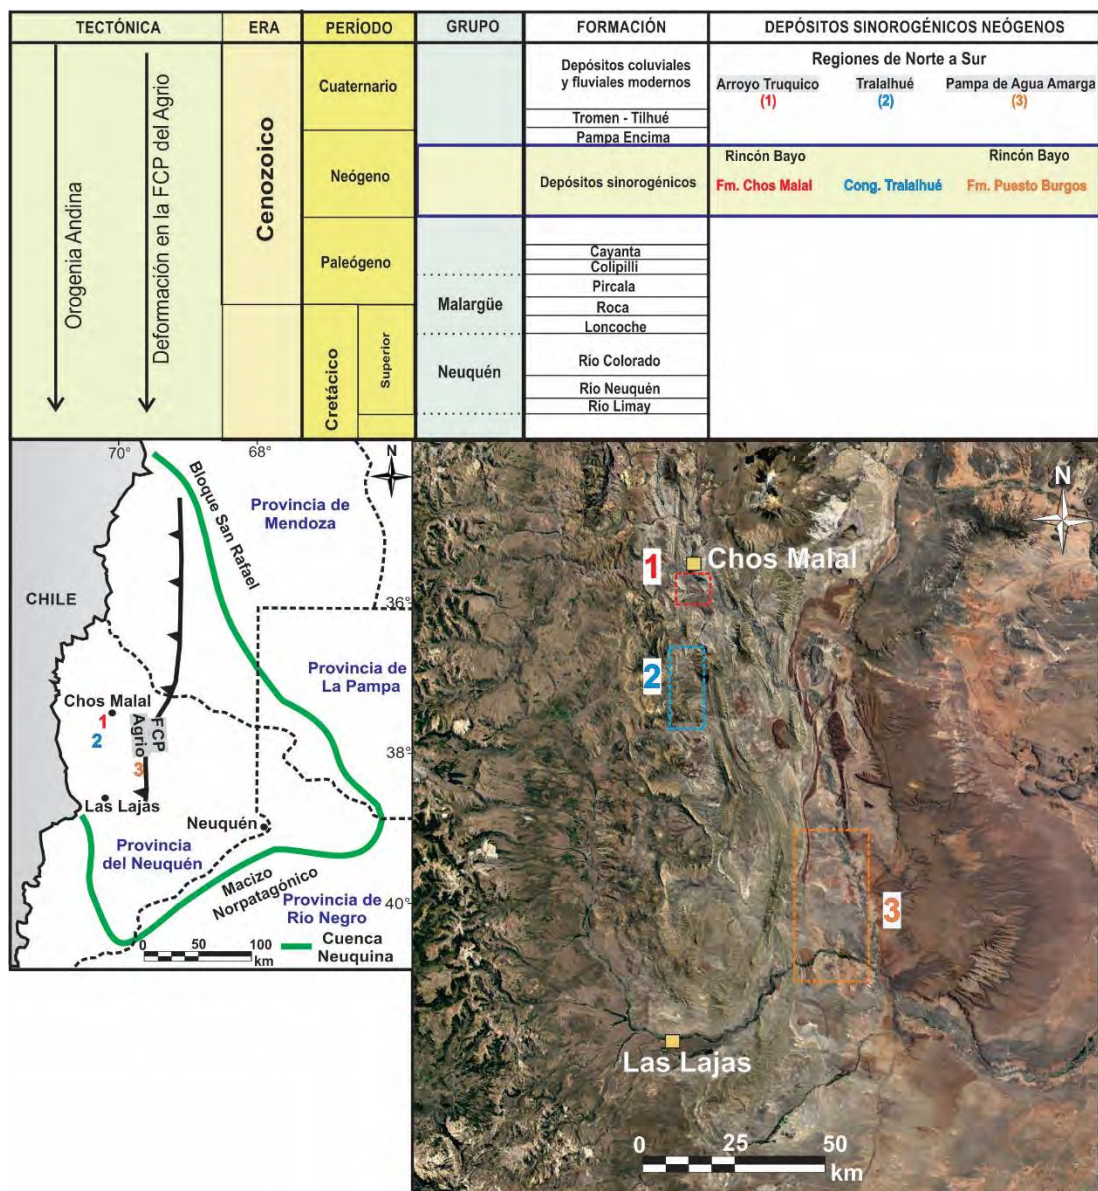 TECTÓNICA
ERA
PERÍODO
GRUPO
FORMACIÓN
DEPÓSITOS SINOROGÉNICOS NEÓGENOS
Orogenia Andina
Deformación en la FCP del Agrio
Cenozoico
Cuaternario
Neógeno
Paleógeno
Cretácico
Superior
Malargüe
Neuquén
Depósitos coluviales
y fluviales modernos
Tromen - Tilhué
Pampa Encima
Depósitos sinorogénicos
Cayanta
Colipilli
Pircala
Roca
Loncoche
Río Colorado
Río Neuquén
Río Limay
Regiones de Norte a Sur
Arroyo Truquico
(1)
Tralalhué
(2)
Pampa de Agua Amarga
(3)
Rincón Bayo
Rincón Bayo
Fm. Chos Malal
Cong. Tralalhué
Fm. Puesto Burgos
70°
68°
N
Bloque San Rafael
Provincia de
Mendoza
CHILE
36°
Provincia de
La Pampa
Chos Malal
1
2
FCP
Agrio
3
38°
Las Lajas
Neuquén
Provincia
del Neuquén
Macizo
Norpatagónico
Provincia de
Río Negro
40°
0 50 50 100
km
Cuenca
Neuquina
N
1
Chos Malal
2
3
Las Lajas
0 25 50
km